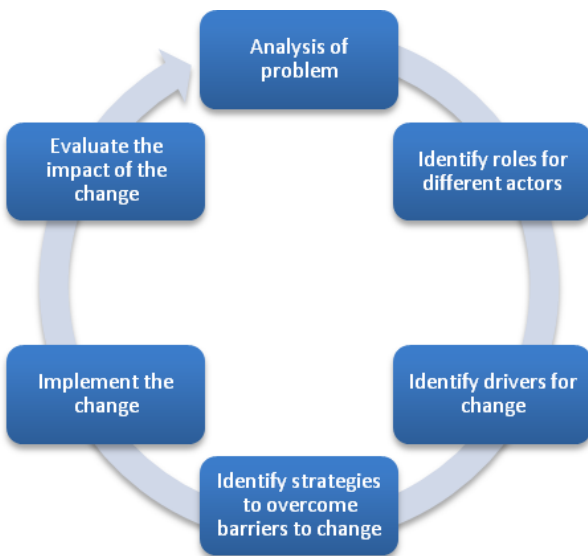 Analysis of
problem
Identify roles for
different actors
Identify drivers for
change
Identify strategies
to overcome
barriers to change
Implement the
change
Evaluate the
impact of the
change